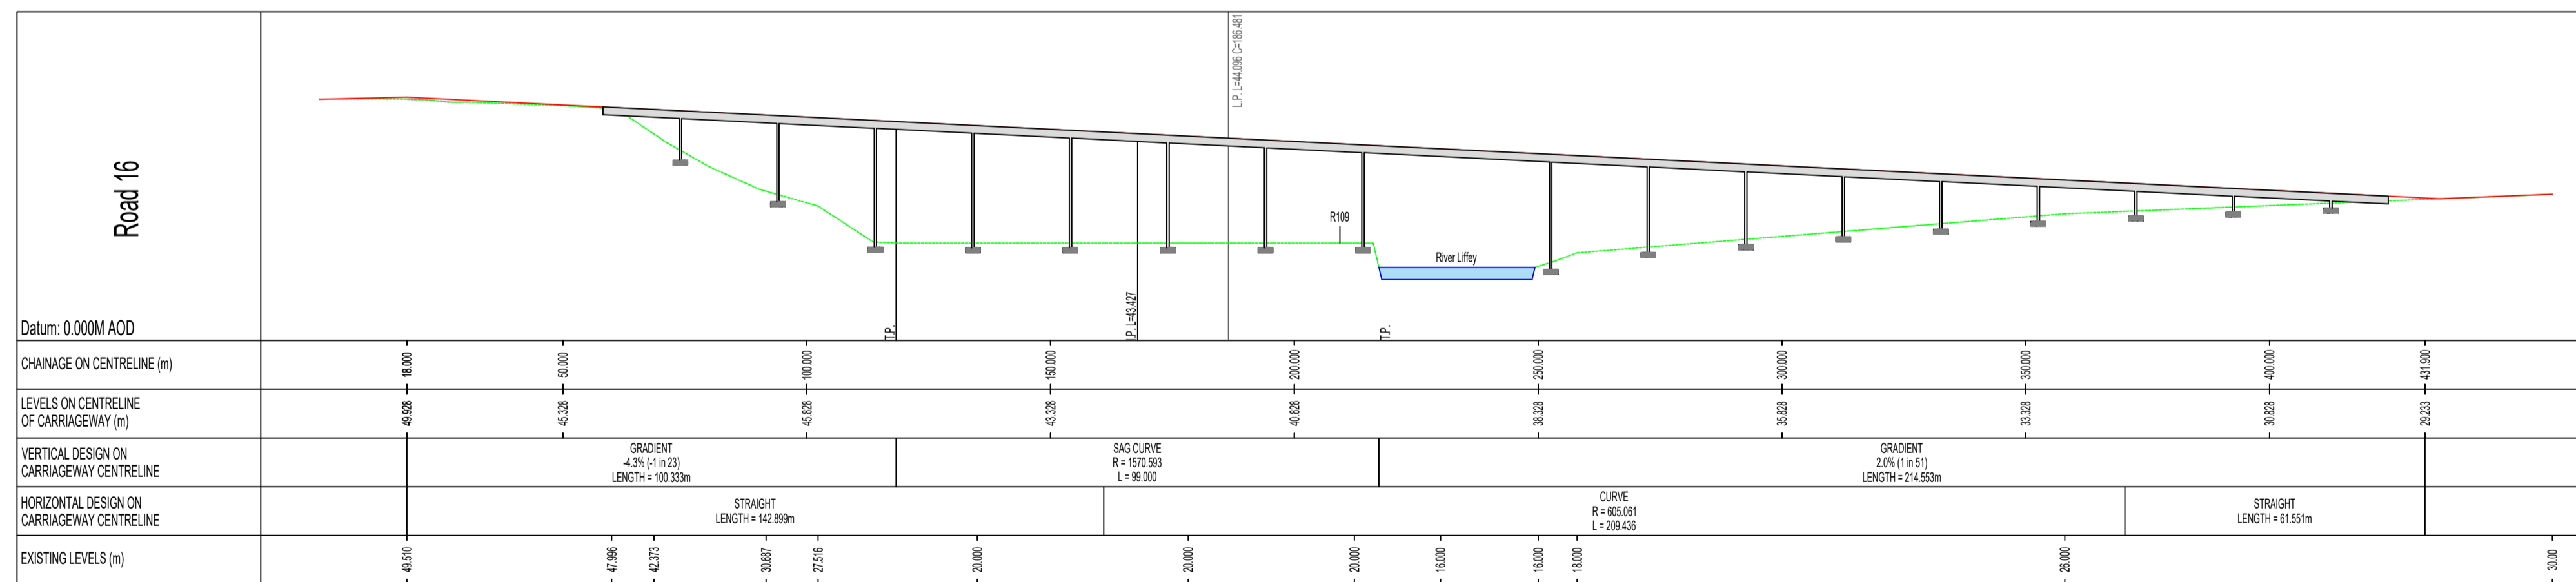 L.P. L=44.096 C=186.481
Road 16
R109
River Liffey
T.P.
.P. L=43.427
T.P.
Datum: 0.000M AOD
CHAINAGE ON CENTRELINE (m)
18.000 50.000 100.000 150.000 200.000 250.000 300.000 350.000 400.000 431.900
LEVELS ON CENTRELINE
OF CARRIAGEWAY (m)
49.928 45.328 45.828 43.328 40.828 38.328 35.828 33.328 30.828 29.233
VERTICAL DESIGN ON
CARRIAGEWAY CENTRELINE
GRADIENT
-4.3% (-1 in 23)
LENGTH = 100.333m
SAG CURVE
R = 1570.593
L = 99.000
GRADIENT
2.0% (1 in 51)
LENGTH = 214.553m
HORIZONTAL DESIGN ON
CARRIAGEWAY CENTRELINE
STRAIGHT
LENGTH = 142.899m
CURVE
R = 605.061
L = 209.436
STRAIGHT
LENGTH = 61.551m
EXISTING LEVELS (m)
49.510 47.996 42.373 30.687 27.516 20.000 20.000 20.000 16.000 16.000 18.000 26.000 30.00